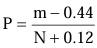 P = m − 0.44
N + 0.12